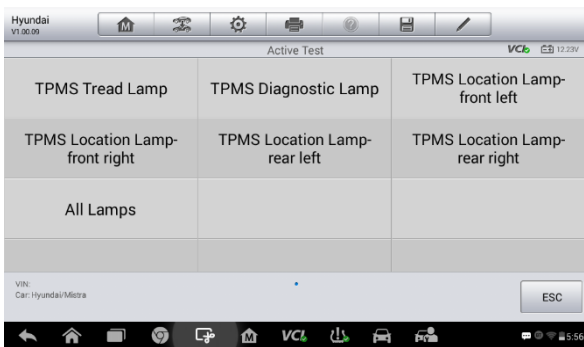 Hyundai
V1.00.09
Active Test
VCI 12.23V
TPMS Tread Lamp
TPMS Diagnostic Lamp
TPMS Location Lamp-
front left
TPMS Location Lamp-
front right
TPMS Location Lamp-
rear left
TPMS Location Lamp-
rear right
All Lamps
VIN:
Car: Hyundai/Mistra
ESC
VCI
5:56